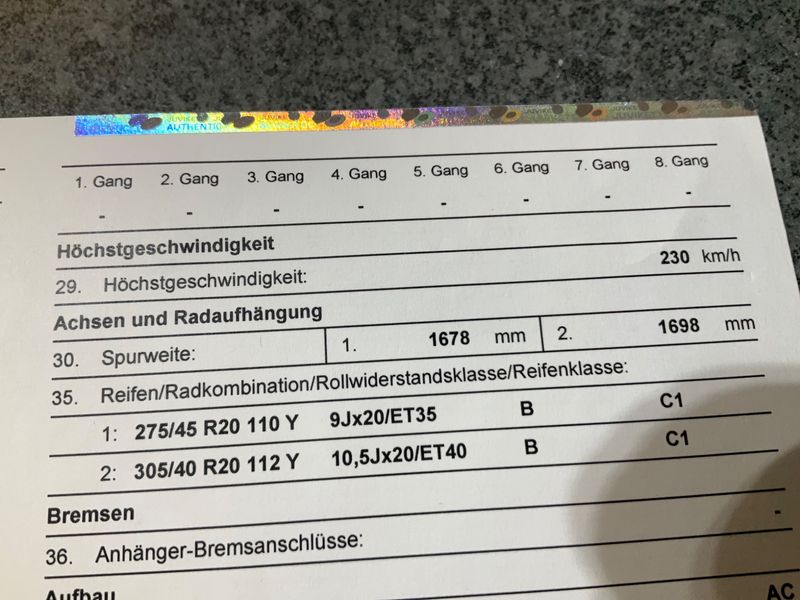 AUTHENTIC
1. Gang 2. Gang 3. Gang 4. Gang 5. Gang 6. Gang 7. Gang 8. Gang
- - - - - - - -
Höchstgeschwindigkeit
29. Höchstgeschwindigkeit: 230 km/h
Achsen und Radaufhängung
30. Spurweite: 1. 1678 mm 2. 1698 mm
35. Reifen/Radkombination/Rollwiderstandsklasse/Reifenklasse:
1: 275/45 R20 110 Y 9Jx20/ET35 B C1
2: 305/40 R20 112 Y 10,5Jx20/ET40 B C1
Bremsen
36. Anhänger-Bremsanschlüsse: -
Aufbau
AC